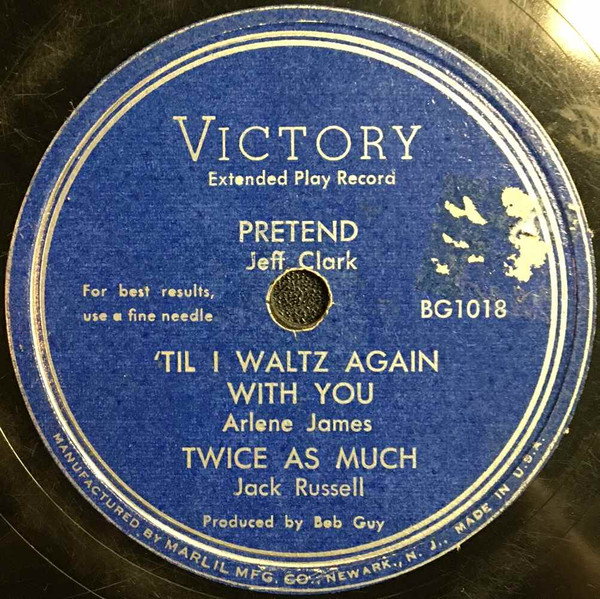 VICTORY
Extended Play Record
PRETEND
Jeff Clark
For best results,
use a fine needle
BG1018
'TIL I WALTZ AGAIN
WITH YOU
Arlene James
TWICE AS MUCH
Jack Russell
Produced by Bob Guy
MANUFACTURED BY MARLIL MFG. CO., NEWARK, N. J., MADE IN U.S.A.